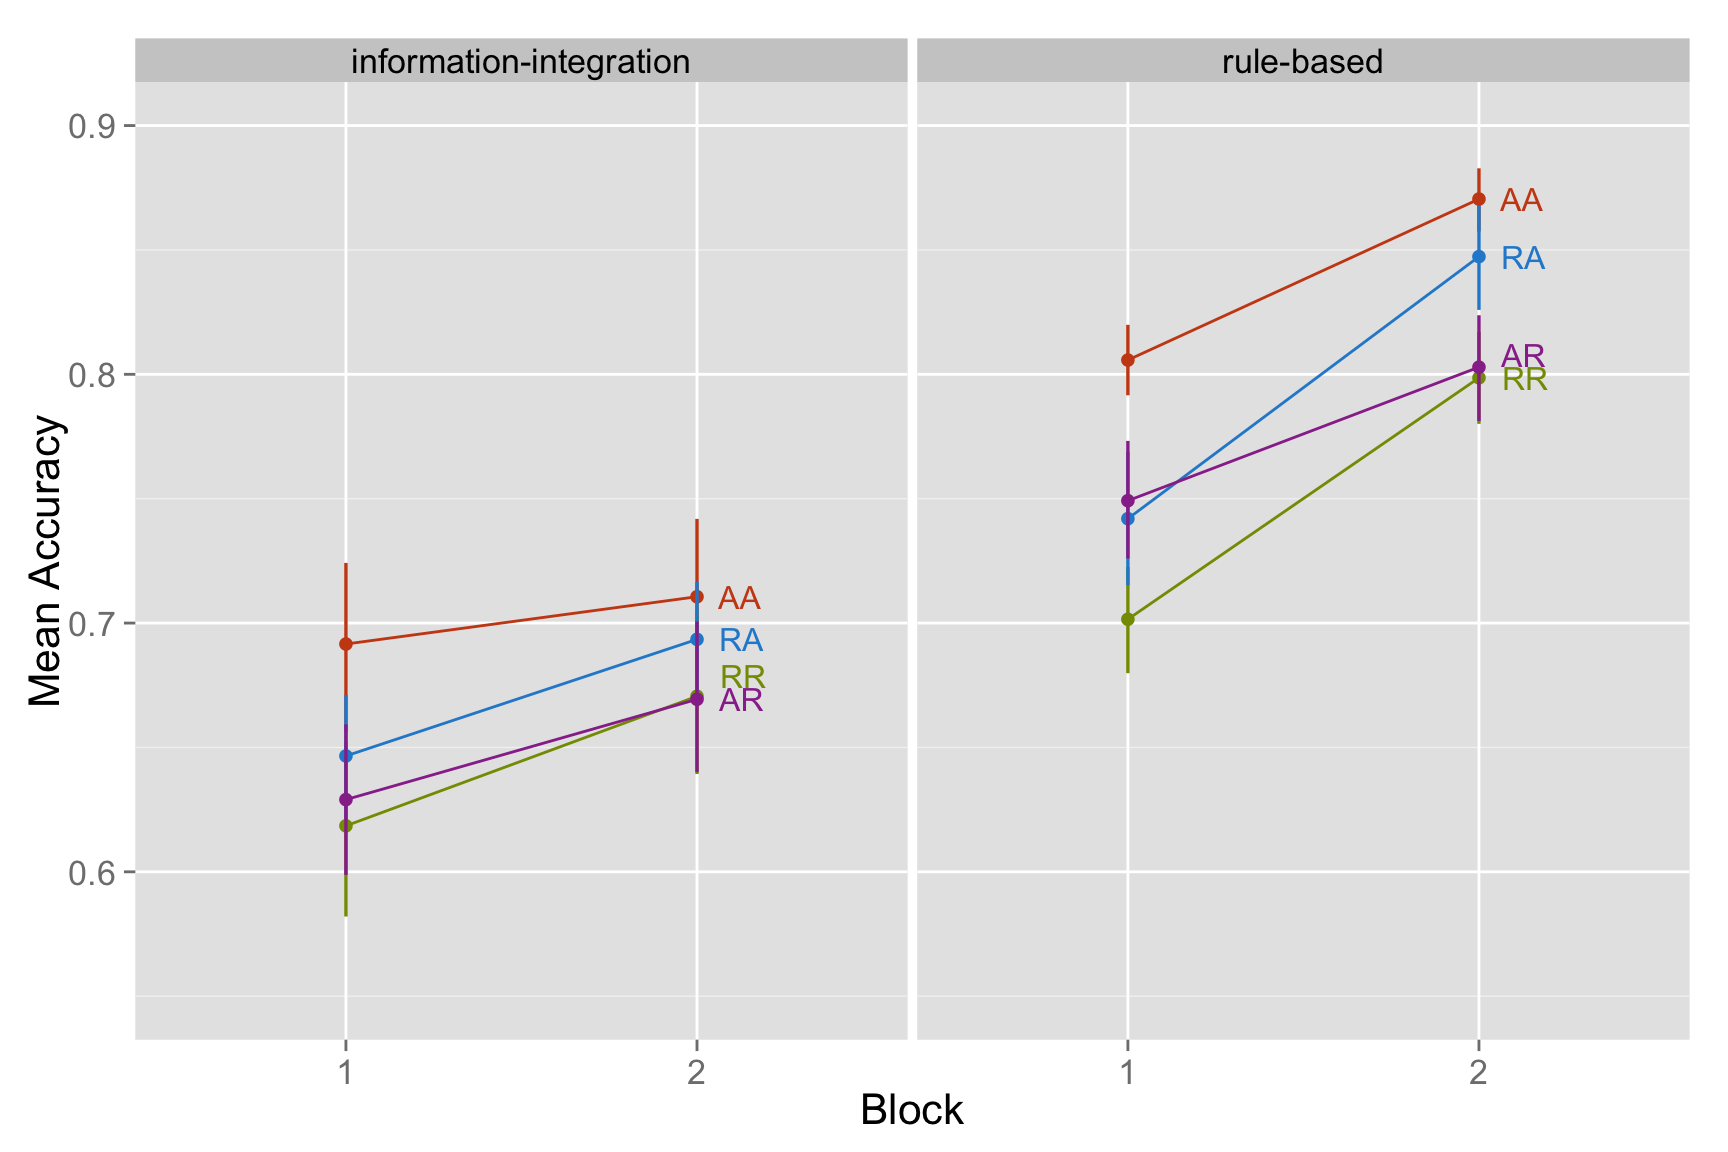 information-integration
rule-based
Mean Accuracy
0.9
0.8
0.7
0.6
AA
RA
RR
AR
AA
RA
AR
RR
1
2
1
2
Block